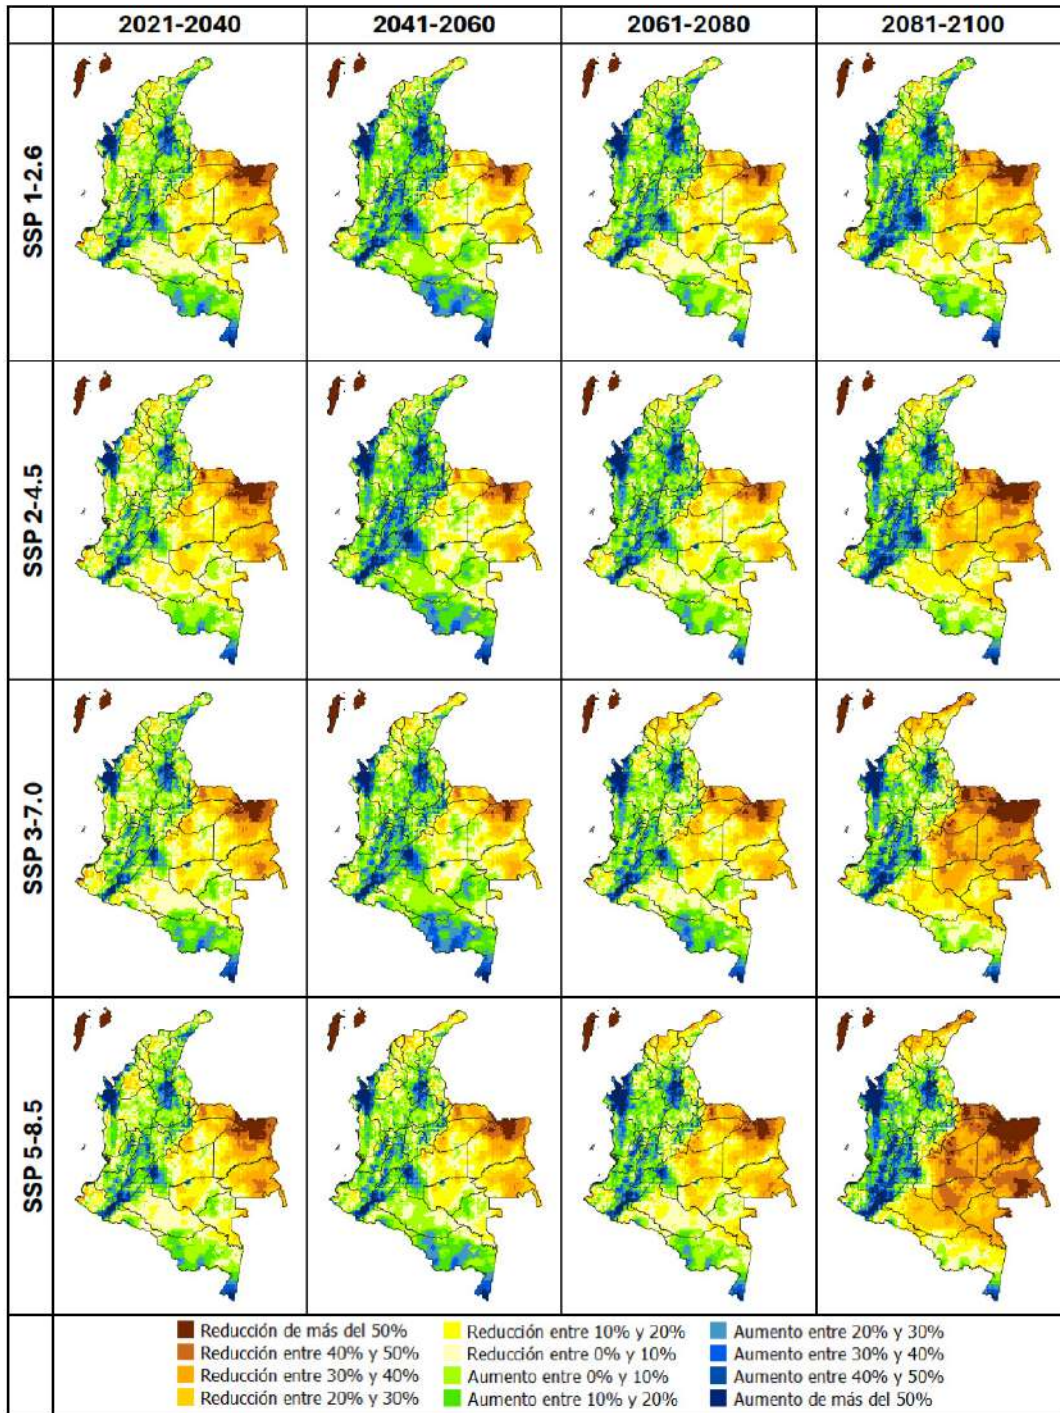 2021-2040 2041-2060 2061-2080 2081-2100
SSP 1-2.6
SSP 2-4.5
SSP 3-7.0
SSP 5-8.5
Reducción de más del 50% Reducción entre 10% y 20% Aumento entre 20% y 30%
Reducción entre 40% y 50% Reducción entre 0% y 10% Aumento entre 30% y 40%
Reducción entre 30% y 40% Aumento entre 0% y 10% Aumento entre 40% y 50%
Reducción entre 20% y 30% Aumento entre 10% y 20% Aumento de más del 50%